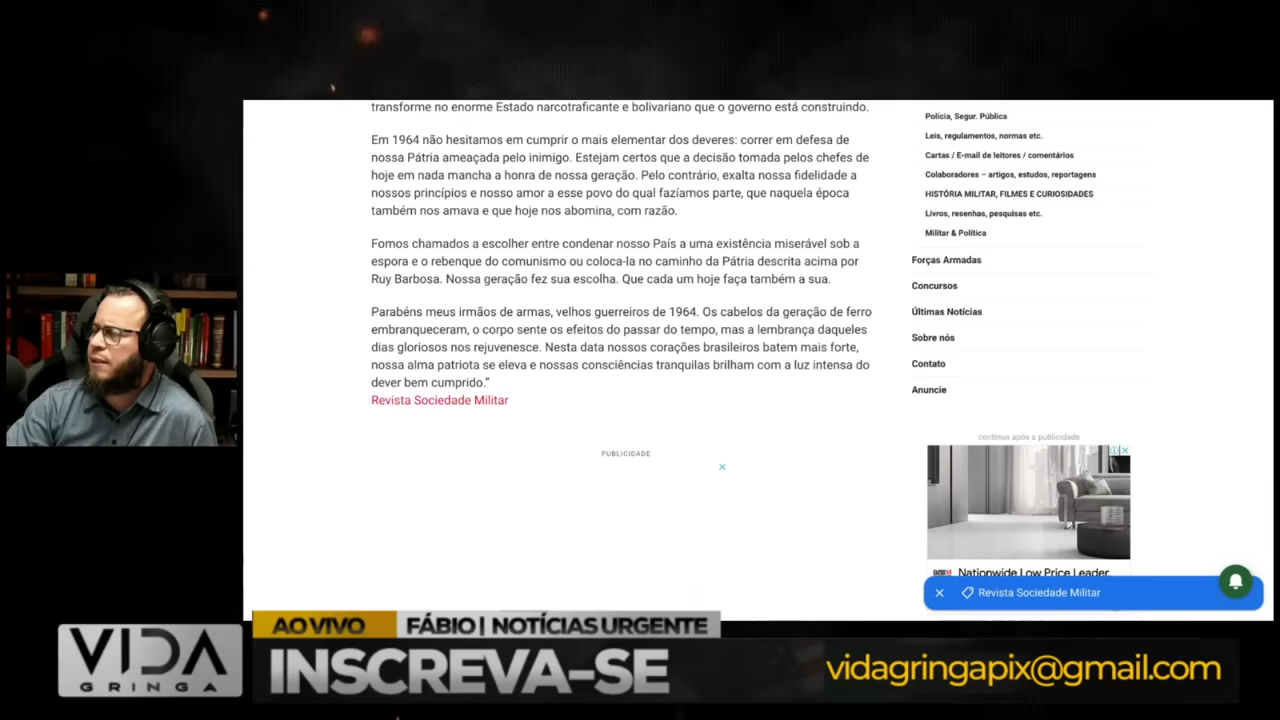 transforme no enorme Estado narcotraficante e bolivariano que o governo está construindo.
Em 1964 não hesitamos em cumprir o mais elementar dos deveres: correr em defesa de
nossa Pátria ameaçada pelo inimigo. Estejam certos que a decisão tomada pelos chefes de
hoje em nada mancha a honra de nossa geração. Pelo contrário, exalta nossa fidelidade a
nossos princípios e nosso amor a esse povo do qual fazíamos parte, que naquela época
também nos amava e que hoje nos abomina, com razão.
Fomos chamados a escolher entre condenar nosso País a uma existência miserável sob a
espora e o rebenque do comunismo ou coloca-la no caminho da Pátria descrita acima por
Ruy Barbosa. Nossa geração fez sua escolha. Que cada um hoje faça também a sua.
Parabéns meus irmãos de armas, velhos guerreiros de 1964. Os cabelos da geração de ferro
embranqueceram, o corpo sente os efeitos do passar do tempo, mas a lembrança daqueles
dias gloriosos nos rejuvenesce. Nesta data nossos corações brasileiros batem mais forte,
nossa alma patriota se eleva e nossas consciências tranquilas brilham com a luz intensa do
dever bem cumprido.”
Revista Sociedade Militar
PUBLICIDADE
Polícia, Segur. Pública
Leis, regulamentos, normas etc.
Cartas / E-mail de leitores / comentários
Colaboradores – artigos, estudos, reportagens
HISTÓRIA MILITAR, FILMES E CURIOSIDADES
Livros, resenhas, pesquisas etc.
Militar & Política
Forças Armadas
Concursos
Últimas Notícias
Sobre nós
Contato
Anuncie
continua após a publicidade
Nationwide Low Price Leader.
Revista Sociedade Militar
AO VIVO
FÁBIO | NOTÍCIAS URGENTE
VIDA
GRINGA
INSCREVA-SE
vidagringapix@gmail.com